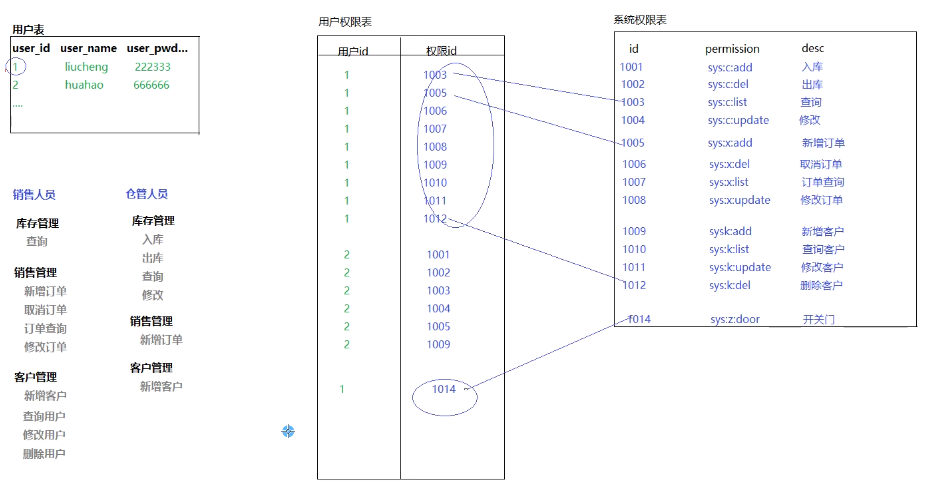 用户表
user_id user_name user_pwd...
1 liucheng 222333
2 huahao 666666
....
销售人员
库存管理
查询
销售管理
新增订单
取消订单
订单查询
修改订单
客户管理
新增客户
查询用户
修改用户
删除用户
仓管人员
库存管理
入库
出库
查询
修改
销售管理
新增订单
客户管理
新增客户
用户权限表
用户id 权限id
1 1003
1 1005
1 1006
1 1007
1 1008
1 1009
1 1010
1 1011
1 1012
2 1001
2 1002
2 1003
2 1004
2 1005
2 1009
1 1014
系统权限表
id permission desc
1001 sys:c:add 入库
1002 sys:c:del 出库
1003 sys:c:list 查询
1004 sys:c:update 修改
1005 sys:x:add 新增订单
1006 sys:x:del 取消订单
1007 sys:x:list 订单查询
1008 sys:x:update 修改订单
1009 sysk:add 新增客户
1010 sys:k:list 查询客户
1011 sys:k:update 修改客户
1012 sys:k:del 删除客户
1014 sys:z:door 开关门